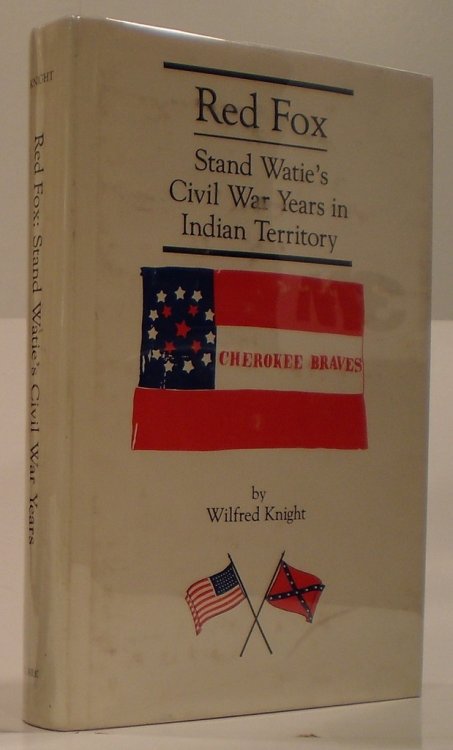 KNIGHT
Red Fox: Stand Watie's Civil War Years
Red Fox
Stand Watie's
Civil War Years in
Indian Territory
CHEROKEE BRAVES
by
Wilfred Knight